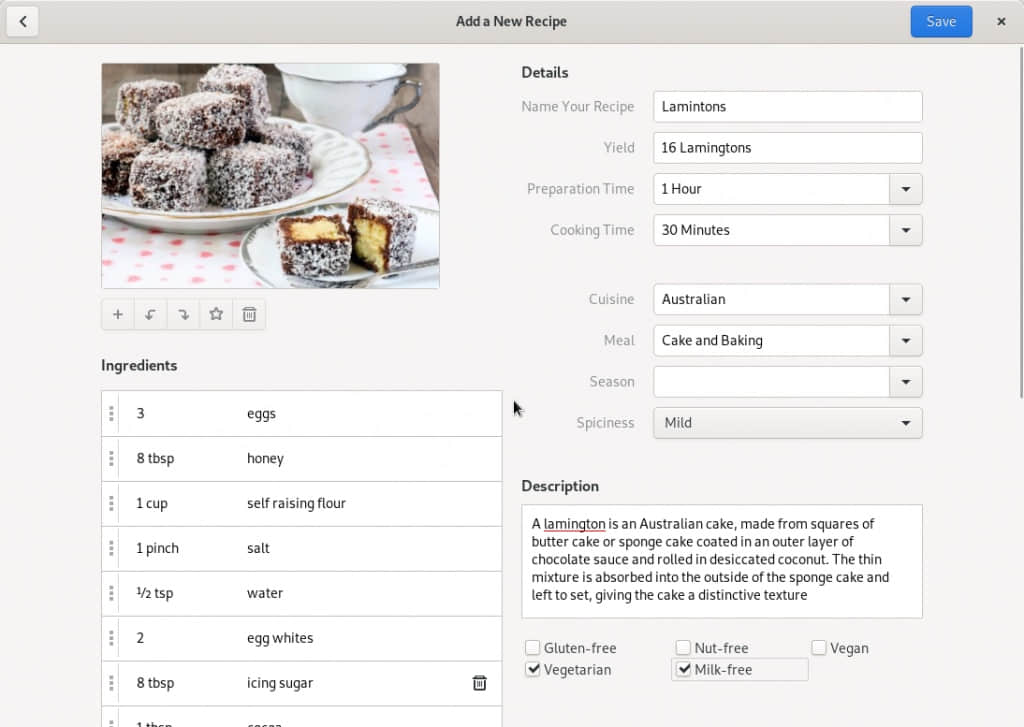 Add a New Recipe
Save
Details
Name Your Recipe
Lamintons
Yield
16 Lamingtons
Preparation Time
1 Hour
Cooking Time
30 Minutes
Cuisine
Australian
Meal
Cake and Baking
Season
Spiciness
Mild
Ingredients
3 eggs
8 tbsp honey
1 cup self raising flour
1 pinch salt
½ tsp water
2 egg whites
8 tbsp icing sugar
1 tbsp cocoa
Description
A lamington is an Australian cake, made from squares of
butter cake or sponge cake coated in an outer layer of
chocolate sauce and rolled in desiccated coconut. The thin
mixture is absorbed into the outside of the sponge cake and
left to set, giving the cake a distinctive texture
Gluten-free
Nut-free
Vegan
Vegetarian
Milk-free